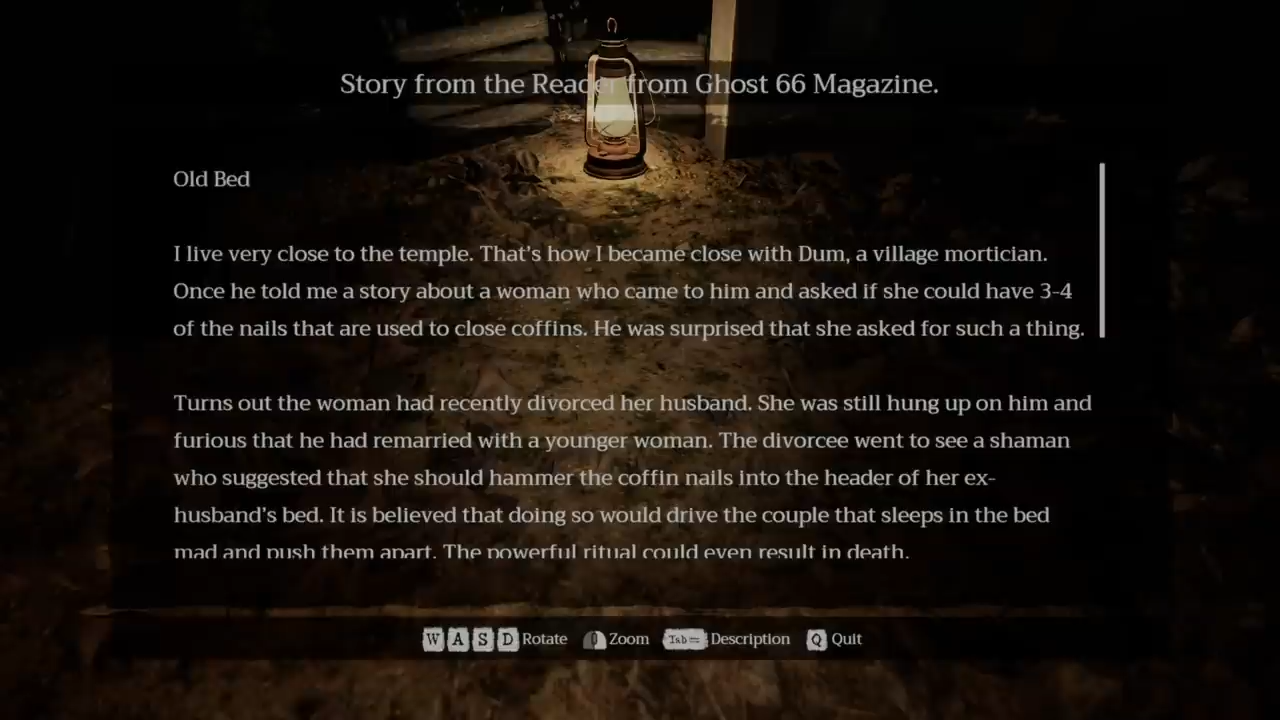 Story from the Reader from Ghost 66 Magazine.
Old Bed
I live very close to the temple. That's how I became close with Dum, a village mortician.
Once he told me a story about a woman who came to him and asked if she could have 3-4
of the nails that are used to close coffins. He was surprised that she asked for such a thing.
Turns out the woman had recently divorced her husband. She was still hung up on him and
furious that he had remarried with a younger woman. The divorcee went to see a shaman
who suggested that she should hammer the coffin nails into the header of her ex-
husband's bed. It is believed that doing so would drive the couple that sleeps in the bed
mad and push them apart. The powerful ritual could even result in death.
W A S D Rotate Zoom Tab Description Q Quit